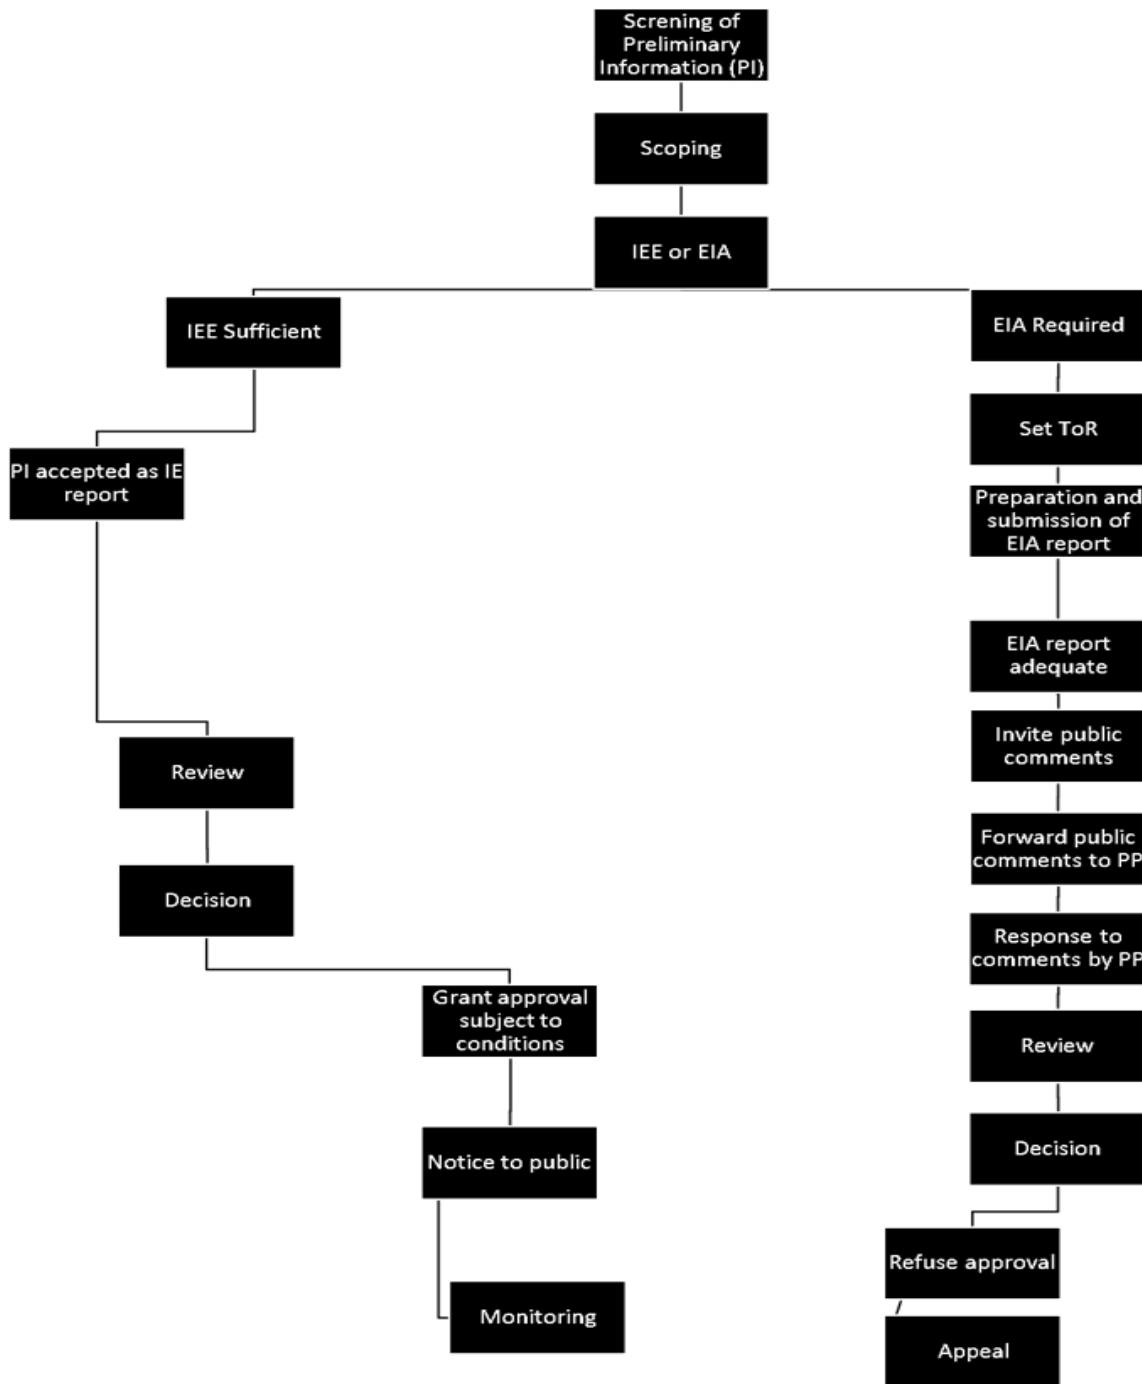 Screning of
Preliminary
Information (PI)
Scoping
IEE or EIA
IEE Sufficient
PI accepted as IE
report
Review
Decision
Grant approval
subject to
conditions
Notice to public
Monitoring
EIA Required
Set ToR
Preparation and
submission of
EIA report
EIA report
adequate
Invite public
comments
Forward public
comments to PP
Response to
comments by PP
Review
Decision
Refuse approval
Appeal